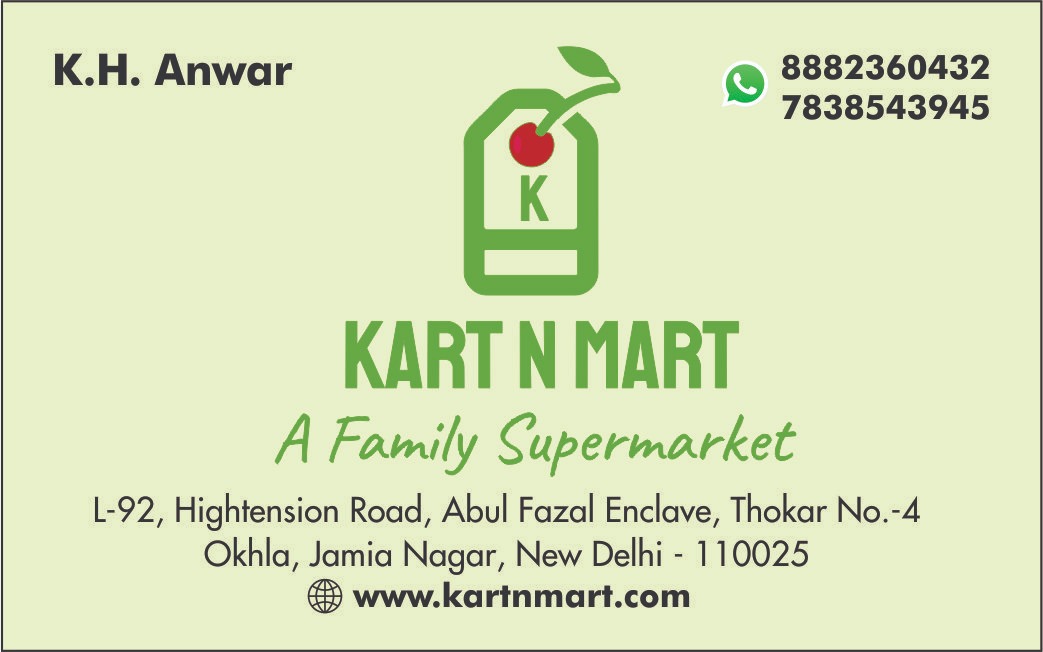 K.H. Anwar
8882360432
7838543945
K
KART N MART
A Family Supermarket
L-92, Hightension Road, Abul Fazal Enclave, Thokar No.-4
Okhla, Jamia Nagar, New Delhi - 110025
www.kartnmart.com